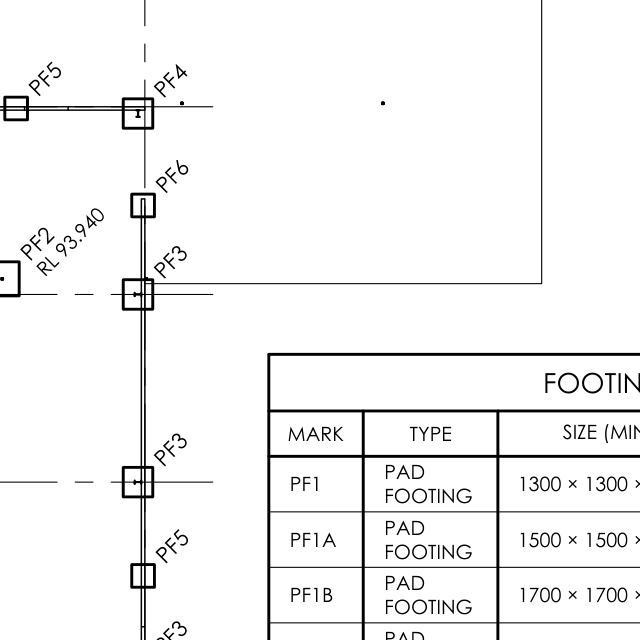 PF5
PF4
PF6
PF2
RL 93.940
PF3
PF3
PF5
PF3
FOOTIN
MARK TYPE SIZE (MIN
PF1 PAD FOOTING 1300 × 1300 ×
PF1A PAD FOOTING 1500 × 1500 ×
PF1B PAD FOOTING 1700 × 1700 ×
PAD